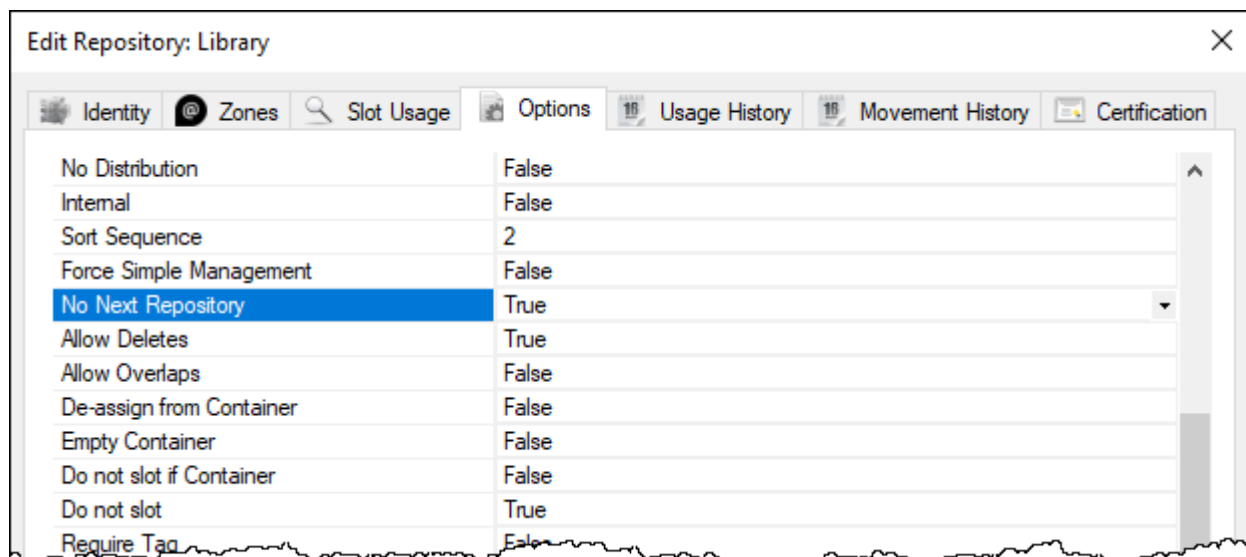 Edit Repository: Library
Identity Zones Slot Usage Options Usage History Movement History Certification
No Distribution False
Internal False
Sort Sequence 2
Force Simple Management False
No Next Repository True
Allow Deletes True
Allow Overlaps False
De-assign from Container False
Empty Container False
Do not slot if Container False
Do not slot True
Require Tag False